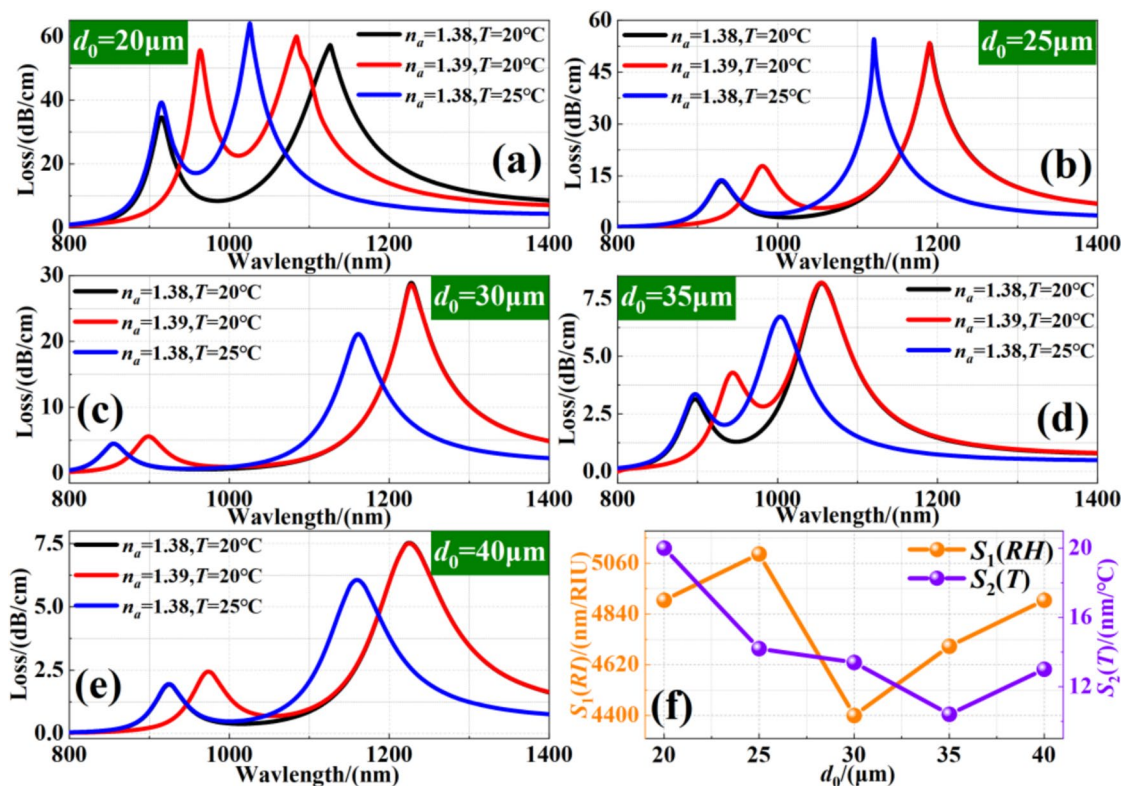 d₀=20μm
nₐ=1.38,T=20°C
nₐ=1.39,T=20°C
nₐ=1.38,T=25°C
(a)
Loss/(dB/cm)
60
40
20
0
800 1000 1200 1400
Wavlength/(nm)
d₀=25μm
nₐ=1.38,T=20°C
nₐ=1.39,T=20°C
nₐ=1.38,T=25°C
(b)
Loss/(dB/cm)
60
45
30
15
0
800 1000 1200 1400
Wavlength/(nm)
d₀=30μm
nₐ=1.38,T=20°C
nₐ=1.39,T=20°C
nₐ=1.38,T=25°C
(c)
Loss/(dB/cm)
30
20
10
0
800 1000 1200 1400
Wavlength/(nm)
d₀=35μm
nₐ=1.38,T=20°C
nₐ=1.39,T=20°C
nₐ=1.38,T=25°C
(d)
Loss/(dB/cm)
7.5
5.0
2.5
0.0
800 1000 1200 1400
Wavlength/(nm)
d₀=40μm
nₐ=1.38,T=20°C
nₐ=1.39,T=20°C
nₐ=1.38,T=25°C
(e)
Loss/(dB/cm)
7.5
5.0
2.5
0.0
800 1000 1200 1400
Wavlength/(nm)
S₁(RH)
S₂(T)
(f)
S₁(RI)/(nm/RIU)
5060
4840
4620
4400
S₂(T)/(nm/°C)
20
16
12
20 25 30 35 40
d₀/(μm)